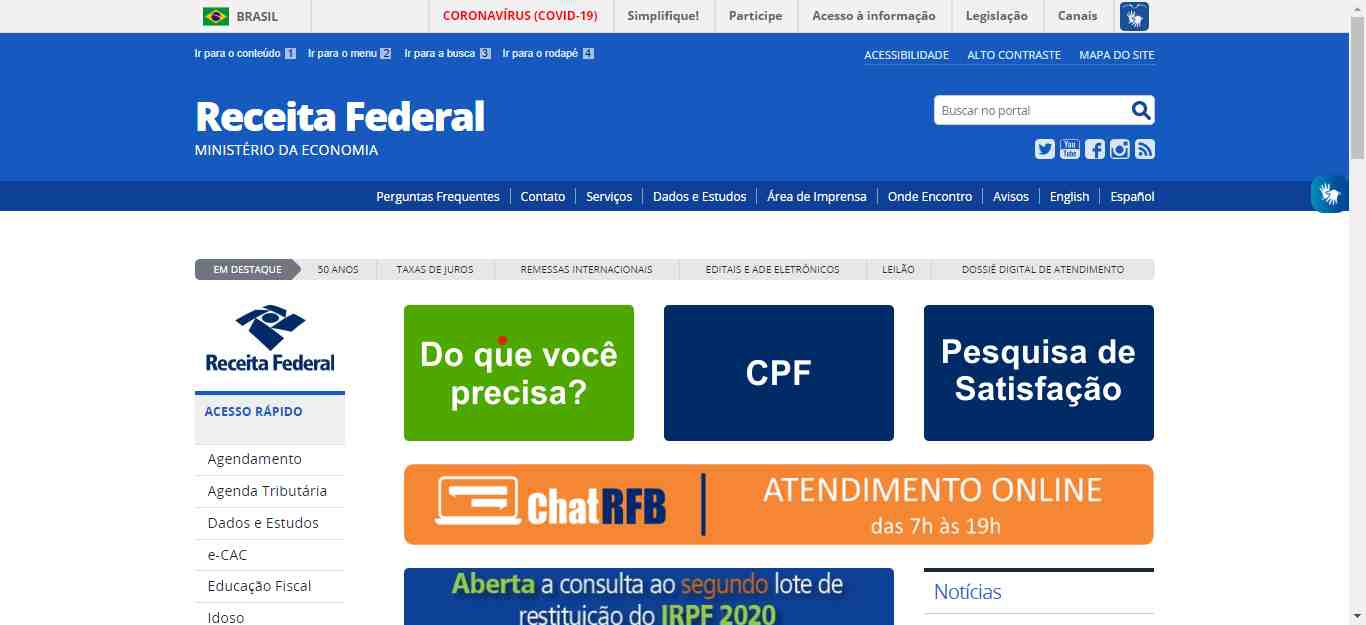 BRASIL CORONAVÍRUS (COVID-19) Simplifique! Participe Acesso à informação Legislação Canais
Ir para o conteúdo 1 Ir para o menu 2 Ir para a busca 3 Ir para o rodapé 4 ACESSIBILIDADE ALTO CONTRASTE MAPA DO SITE
Receita Federal
MINISTÉRIO DA ECONOMIA
Buscar no portal
You Tube
Perguntas Frequentes Contato Serviços Dados e Estudos Área de Imprensa Onde Encontro Avisos English Español
EM DESTAQUE 50 ANOS TAXAS DE JUROS REMESSAS INTERNACIONAIS EDITAIS E ADE ELETRÔNICOS LEILÃO DOSSIÊ DIGITAL DE ATENDIMENTO
Receita Federal
ACESSO RÁPIDO
Agendamento
Agenda Tributária
Dados e Estudos
e-CAC
Educação Fiscal
Idoso
Do que você
precisa?
CPF
Pesquisa de
Satisfação
ChatRFB
ATENDIMENTO ONLINE
das 7h às 19h
Aberta a consulta ao segundo lote de
restituição do IRPF 2020
Notícias